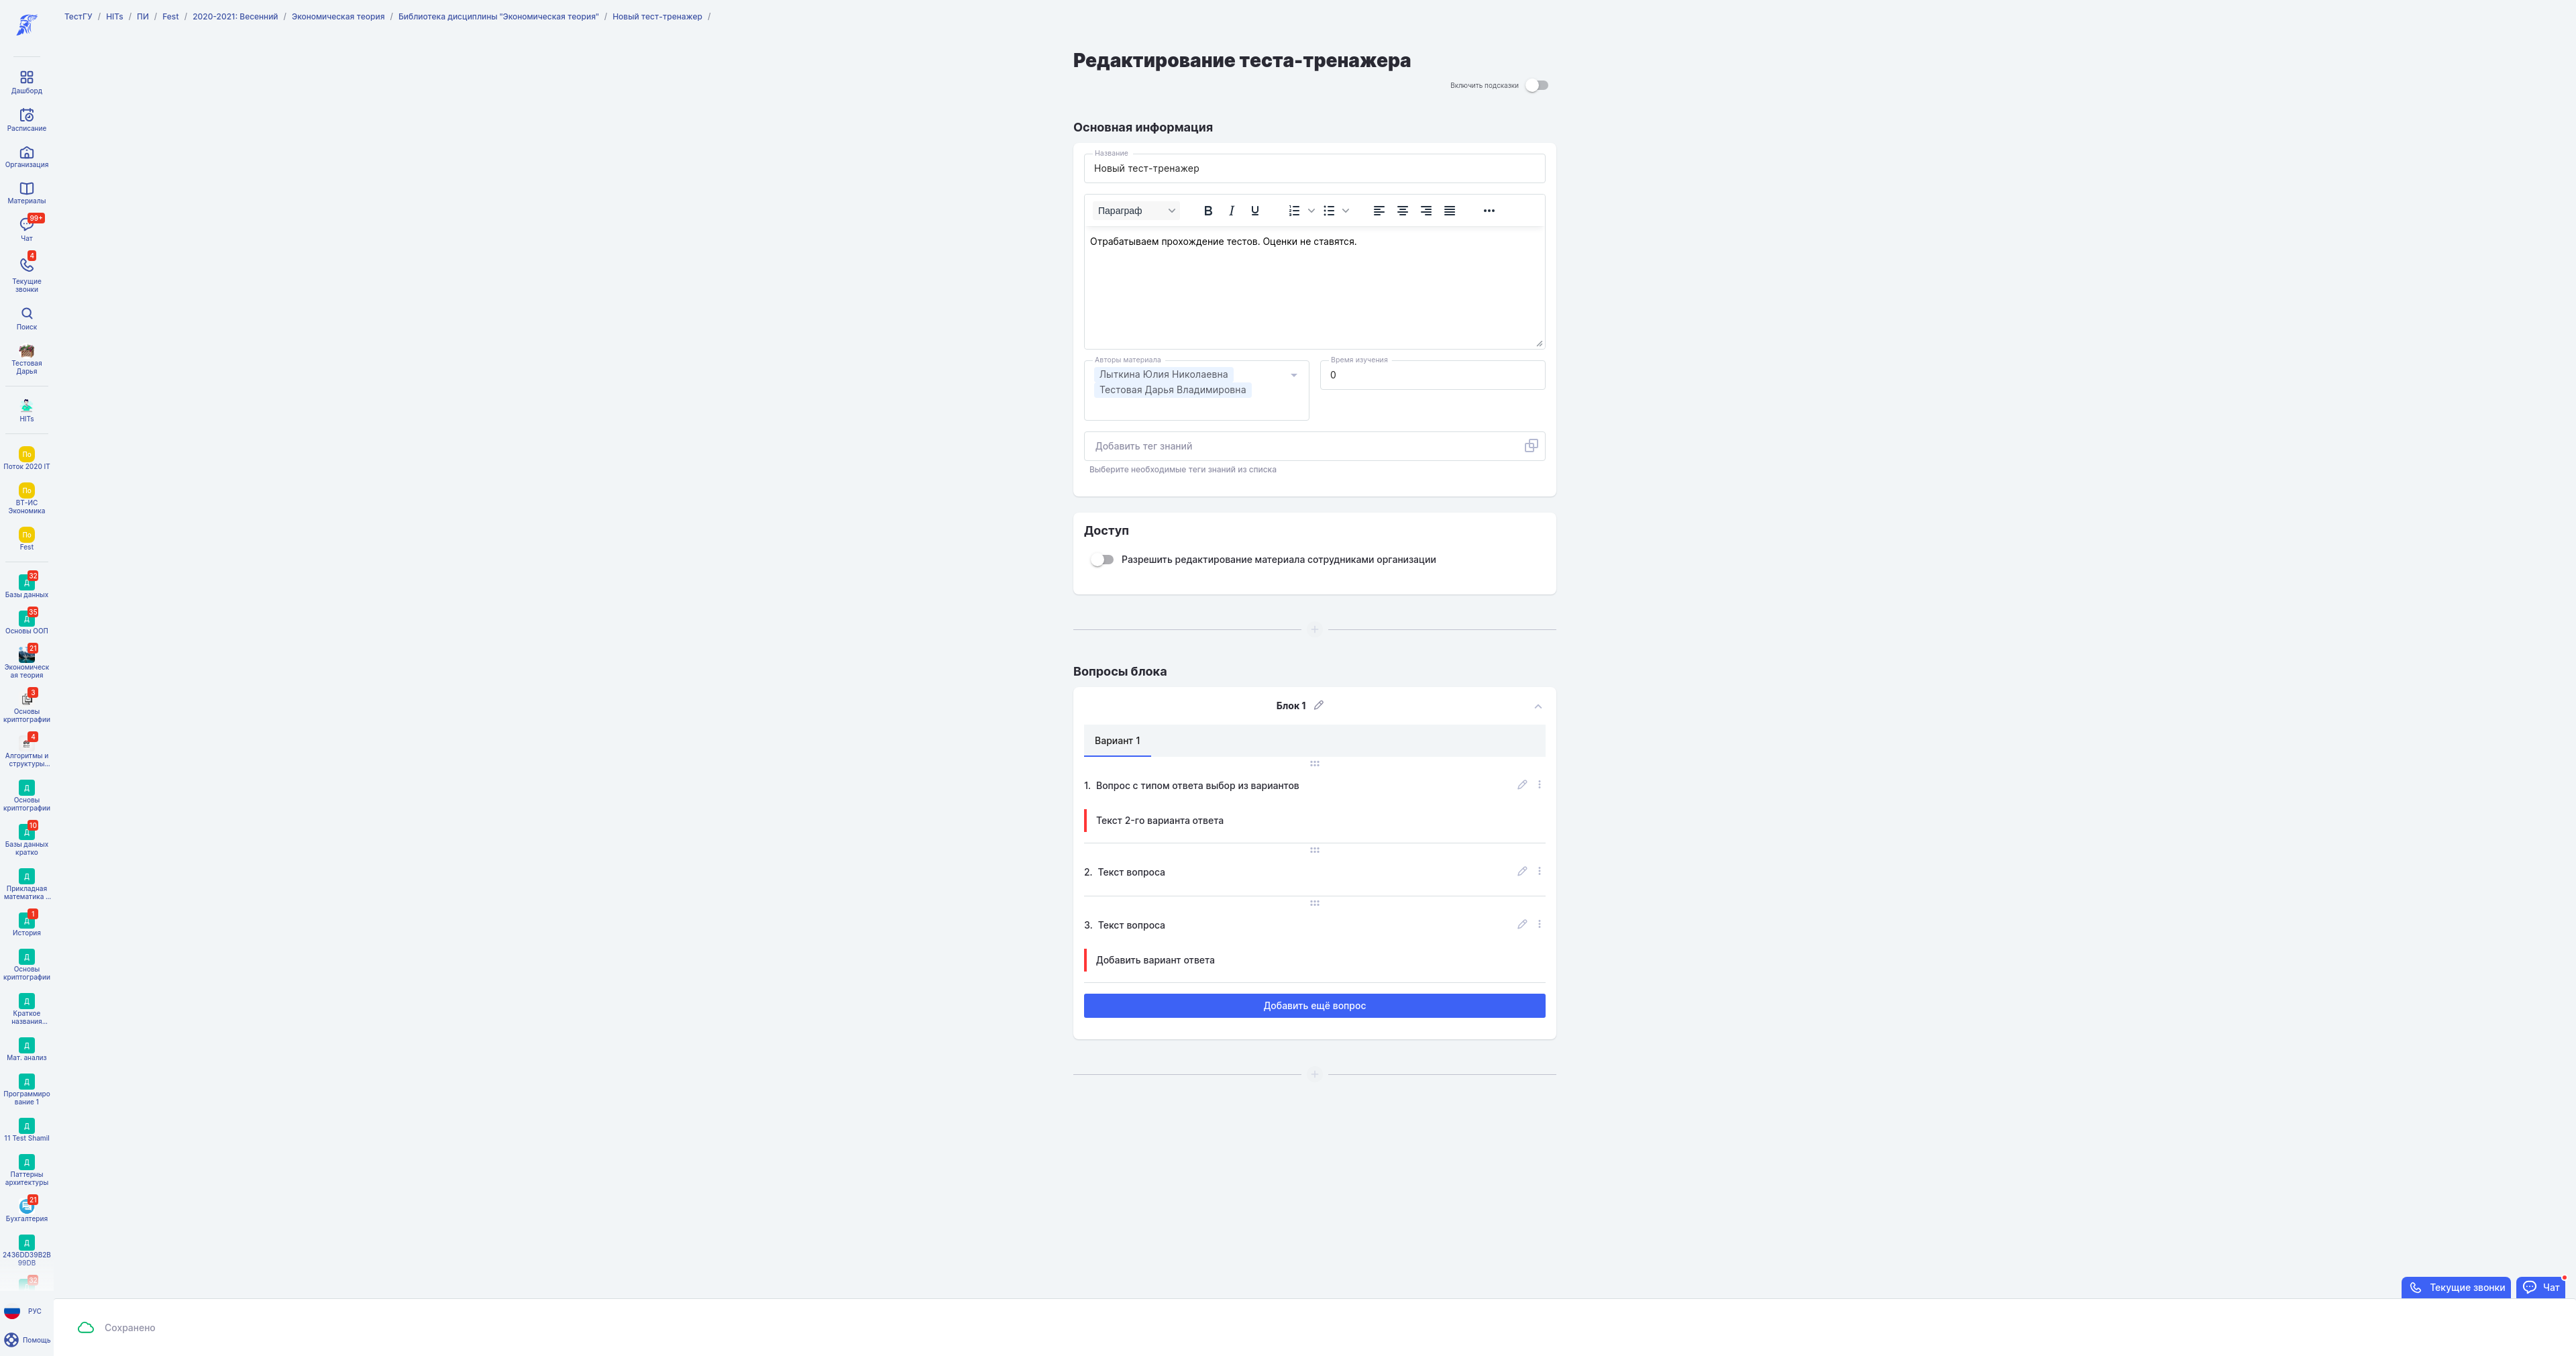 ТестГУ / HITs / ПИ / Fest / 2020-2021: Весенний / Экономическая теория / Библиотека дисциплины "Экономическая теория" / Новый тест-тренажер /
Дашборд
Расписание
Организация
Материалы
99+
Чат
4
Текущие
звонки
Поиск
Тестовая
Дарья
HITs
По
Поток 2020 IT
По
ВТ-ИС
Экономика
По
Fest
32
Д
Базы данных
35
Д
Основы ООП
21
Экономическ
ая теория
3
Основы
криптографии
4
Алгоритмы и
структуры...
Д
Основы
криптографии
10
Д
Базы данных
кратко
Д
Прикладная
математика ...
1
Д
История
Д
Основы
криптографии
Д
Краткое
названия...
Д
Мат. анализ
Д
Программиро
вание 1
Д
11 Test Shamil
Д
Паттерны
архитектуры
21
Бухгалтерия
Д
2436DD39B2B
99DB
32
РУС
Помощь
Редактирование теста-тренажера
Включить подсказки
Основная информация
Название
Новый тест-тренажер
Параграф
Отрабатываем прохождение тестов. Оценки не ставятся.
Авторы материала
Лыткина Юлия Николаевна
Тестовая Дарья Владимировна
Время изучения
0
Добавить тег знаний
Выберите необходимые теги знаний из списка
Доступ
Разрешить редактирование материала сотрудниками организации
Вопросы блока
Блок 1
Вариант 1
1. Вопрос с типом ответа выбор из вариантов
Текст 2-го варианта ответа
2. Текст вопроса
3. Текст вопроса
Добавить вариант ответа
Добавить ещё вопрос
Текущие звонки
Чат
Сохранено